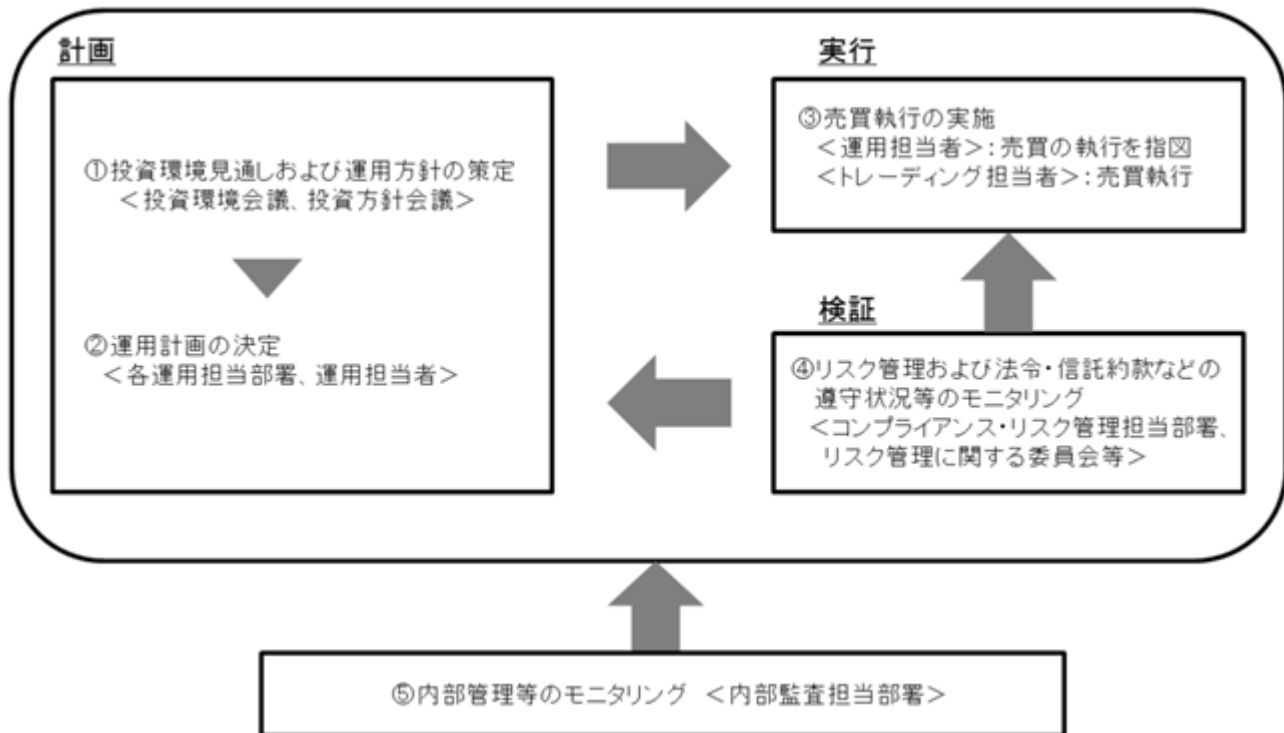 計画
①投資環境見通しおよび運用方針の策定
＜投資環境会議、投資方針会議＞
②運用計画の決定
＜各運用担当部署、運用担当者＞
実行
③売買執行の実施
＜運用担当者＞：売買の執行を指図
＜トレーディング担当者＞：売買執行
検証
④リスク管理および法令・信託約款などの
遵守状況等のモニタリング
＜コンプライアンス・リスク管理担当部署、
リスク管理に関する委員会等＞
⑤内部管理等のモニタリング ＜内部監査担当部署＞